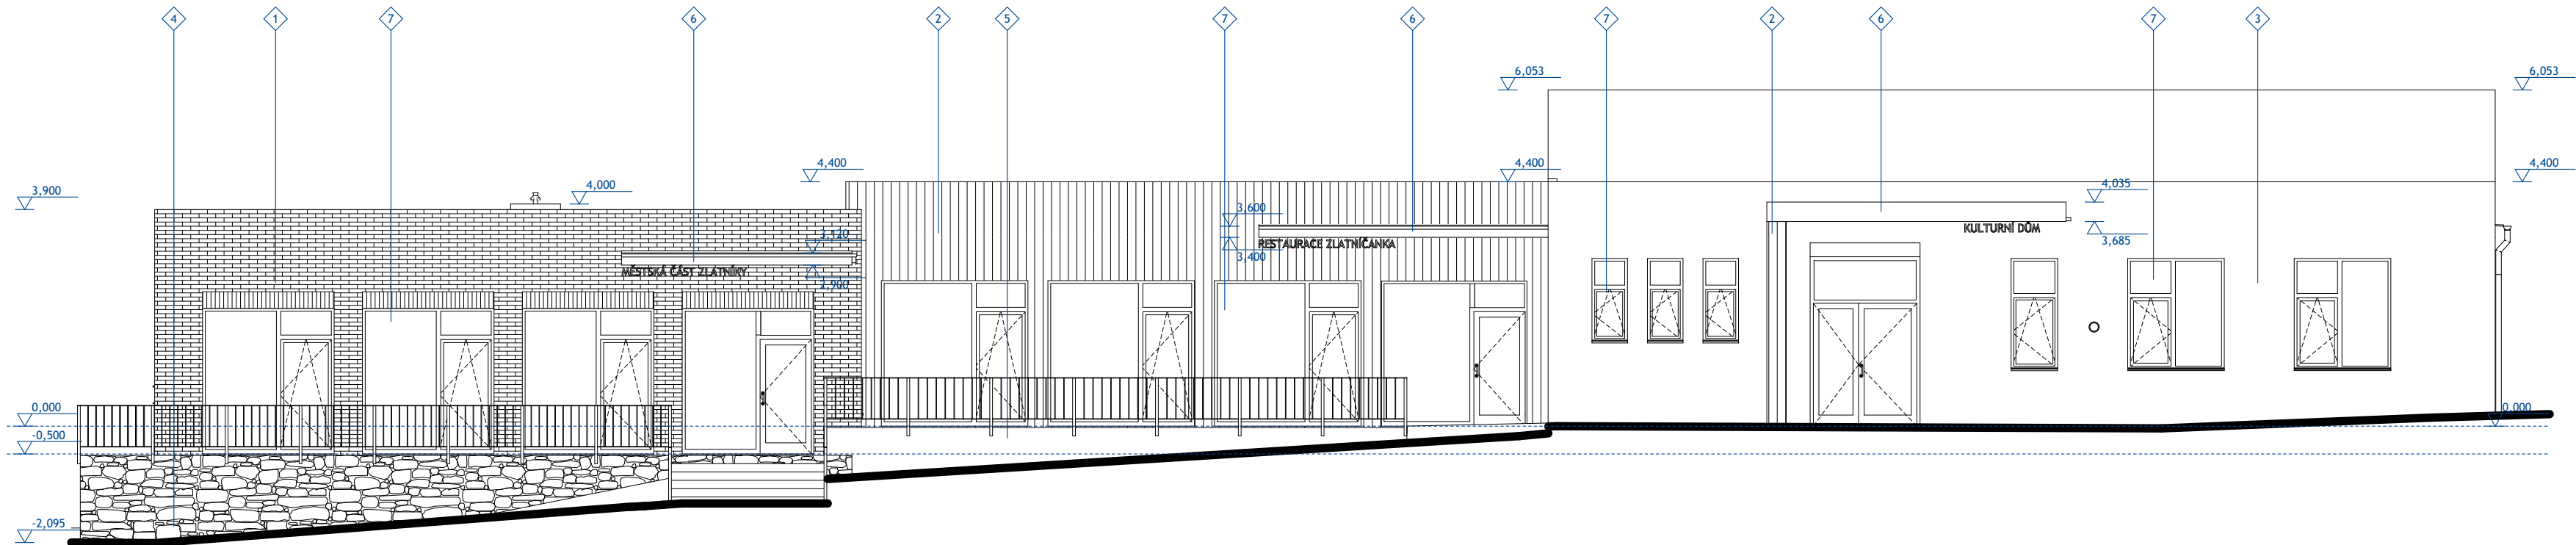 4 1 7 6 2 5 7 6 7 2 6 7 3
6,053 6,053
4,400 4,400 4,400
3,900 4,000 4,035
3,600
3,120 RESTAURACE ZLATNÍČANKA KULTURNÍ DŮM
3,400 3,685
MĚSTSKÁ ČÁST ZLATNÍKY
2,900
0,000 0,000
-0,500
-2,095